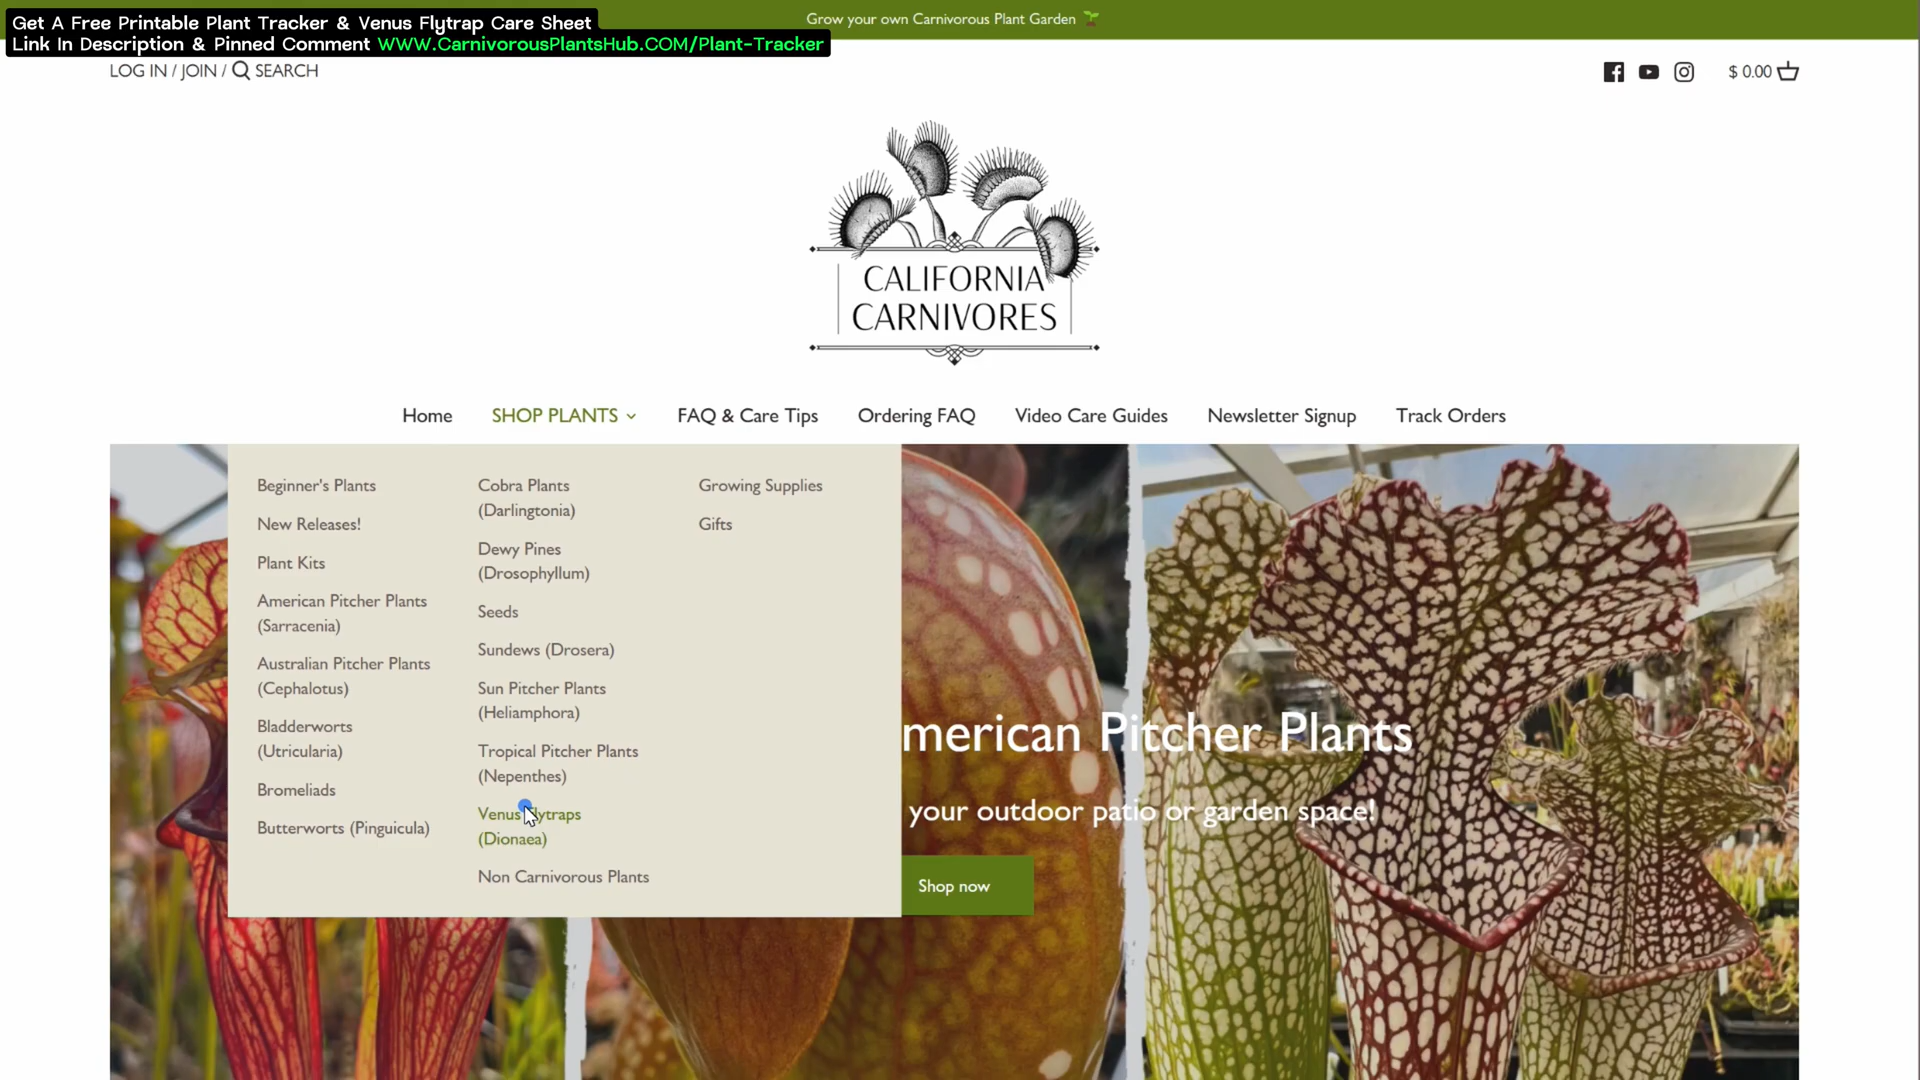 Get A Free Printable Plant Tracker & Venus Flytrap Care Sheet
Link In Description & Pinned Comment WWW.CarnivorousPlantsHub.COM/Plant-Tracker
Grow your own Carnivorous Plant Garden 🌱
LOG IN / JOIN / SEARCH
$ 0.00
CALIFORNIA
CARNIVORES
Home
SHOP PLANTS
FAQ & Care Tips
Ordering FAQ
Video Care Guides
Newsletter Signup
Track Orders
Beginner's Plants
New Releases!
Plant Kits
American Pitcher Plants
(Sarracenia)
Australian Pitcher Plants
(Cephalotus)
Bladderworts
(Utricularia)
Bromeliads
Butterworts (Pinguicula)
Cobra Plants
(Darlingtonia)
Dewy Pines
(Drosophyllum)
Seeds
Sundews (Drosera)
Sun Pitcher Plants
(Heliamphora)
Tropical Pitcher Plants
(Nepenthes)
Venus Flytraps
(Dionaea)
Non Carnivorous Plants
Growing Supplies
Gifts
merican Pitcher Plants
your outdoor patio or garden space!
Shop now